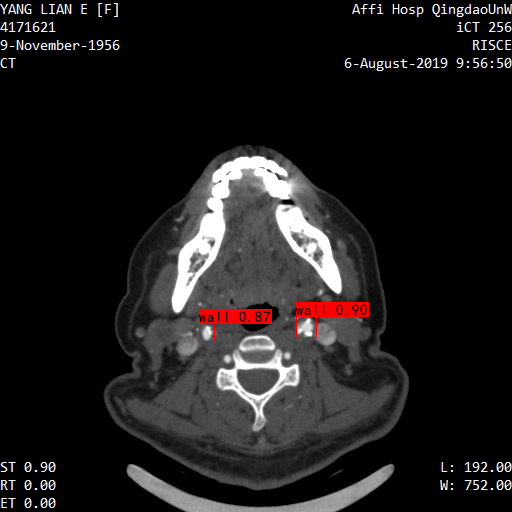 YANG LIAN E [F]
4171621
9-November-1956
CT
Affi Hosp QingdaoUnW
iCT 256
RISCE
6-August-2019 9:56:50
wall 0.87
wall 0.90
ST 0.90
RT 0.00
ET 0.00
L: 192.00
W: 752.00